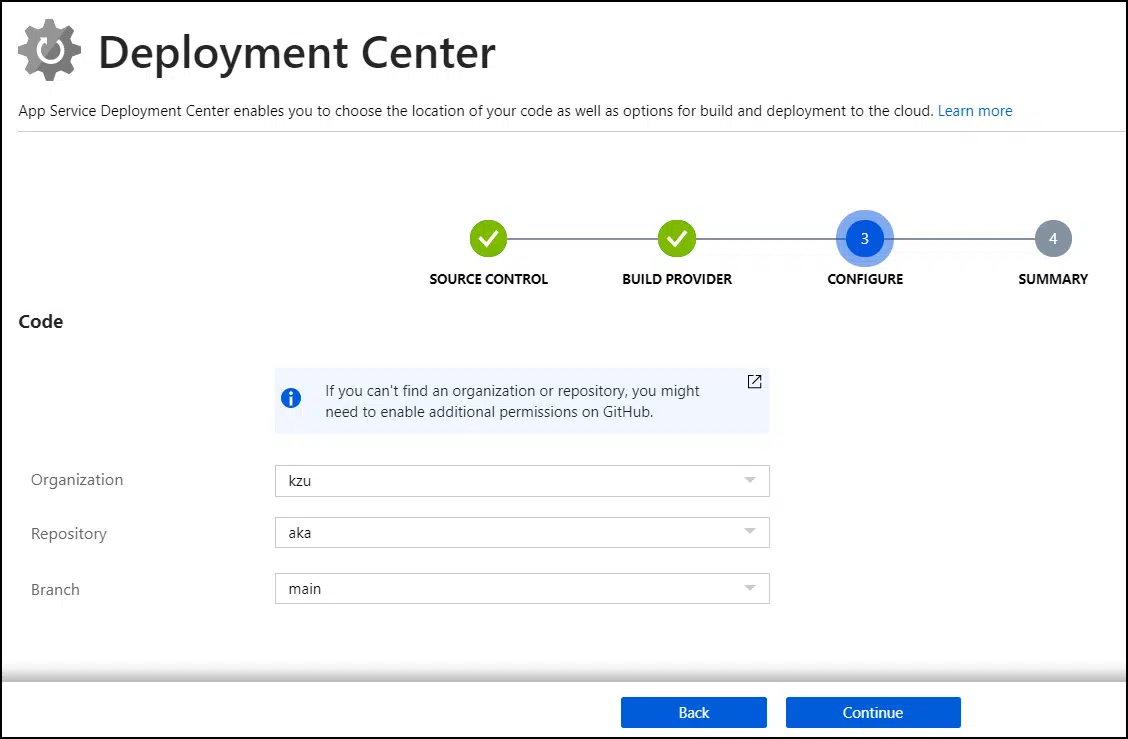 Deployment Center
App Service Deployment Center enables you to choose the location of your code as well as options for build and deployment to the cloud. Learn more
3
4
SOURCE CONTROL
BUILD PROVIDER
CONFIGURE
SUMMARY
Code
If you can't find an organization or repository, you might
need to enable additional permissions on GitHub.
Organization
kzu
Repository
aka
Branch
main
Back
Continue